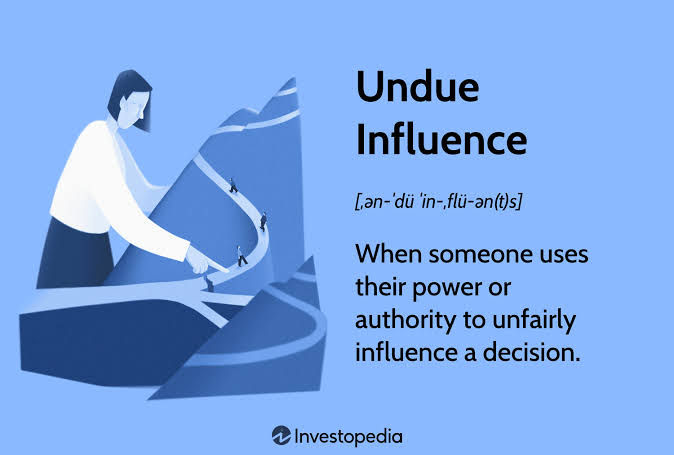 Undue
Influence
[ˌən-ˈdü ˈin-ˌflü-ən(t)s]
When someone uses
their power or
authority to unfairly
influence a decision.
Investopedia